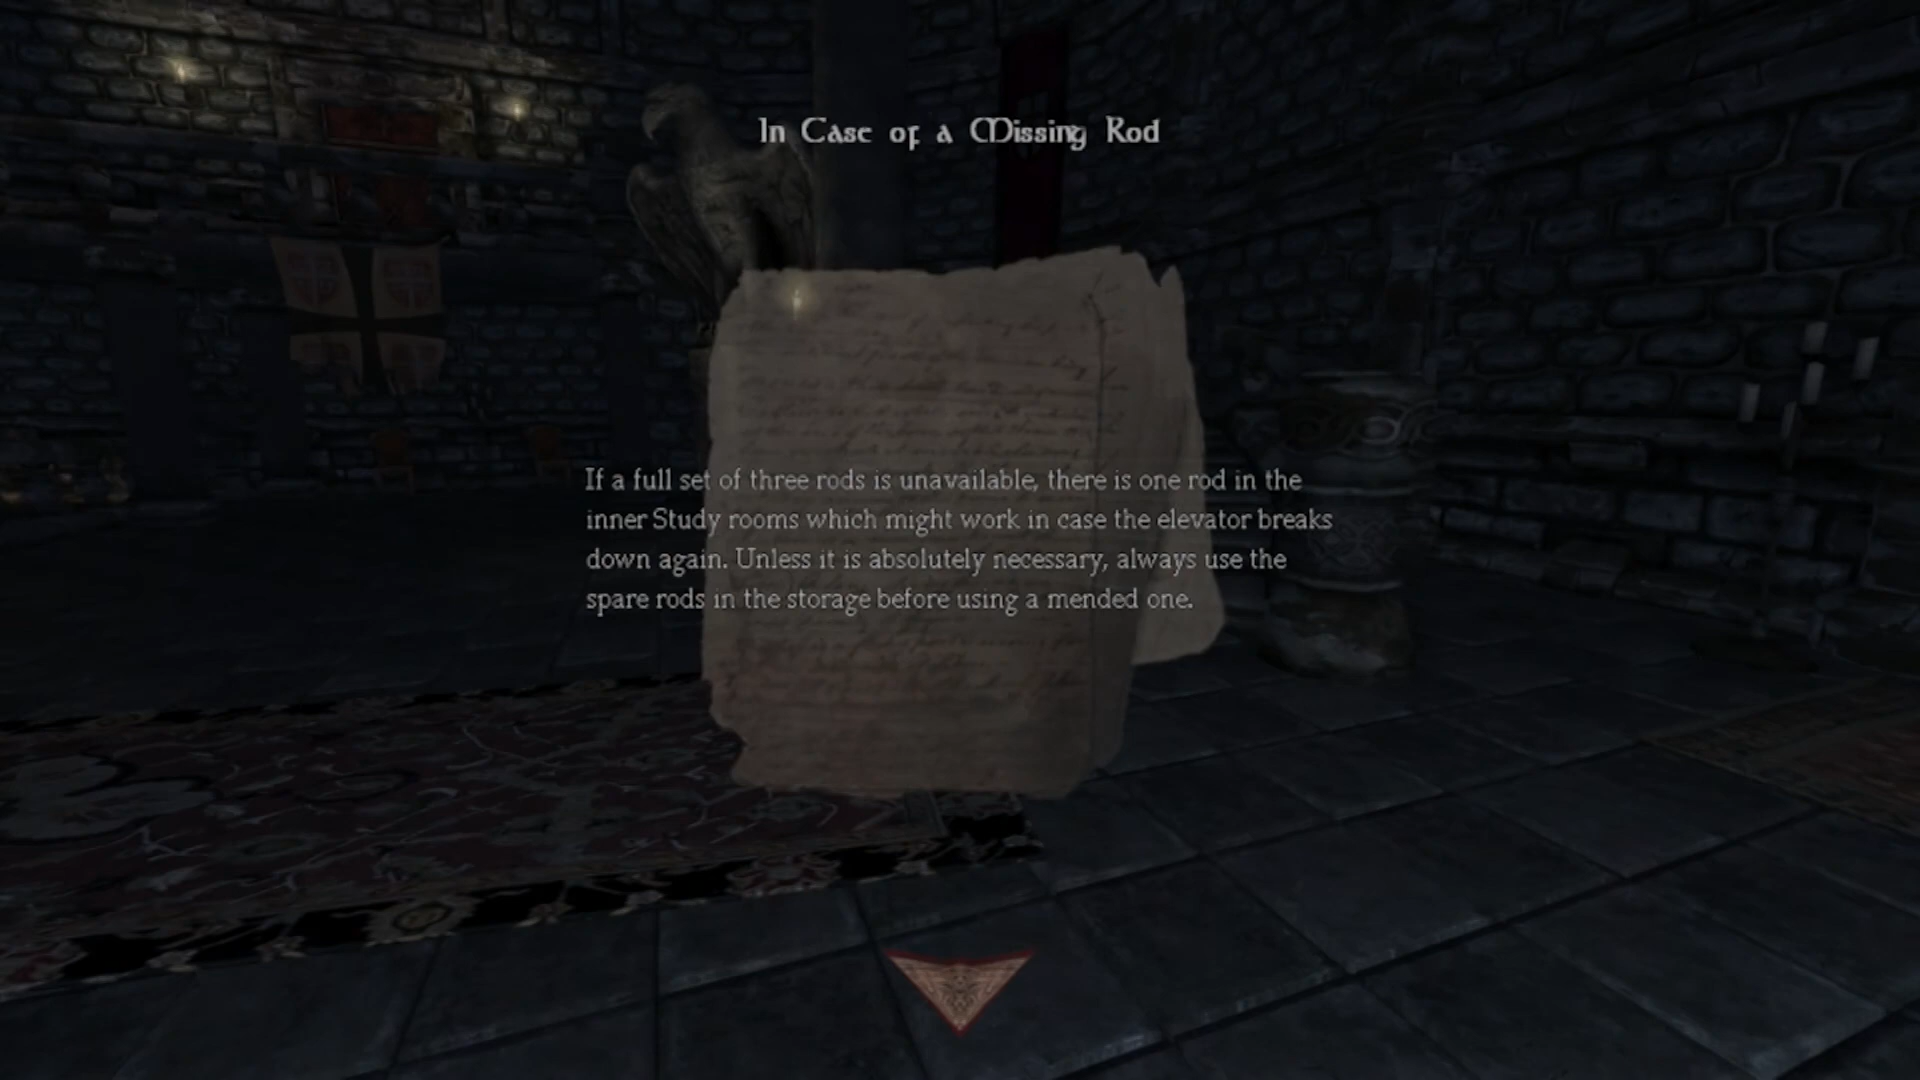 In Case of a Missing Rod
If a full set of three rods is unavailable, there is one rod in the
inner Study rooms which might work in case the elevator breaks
down again. Unless it is absolutely necessary, always use the
spare rods in the storage before using a mended one.